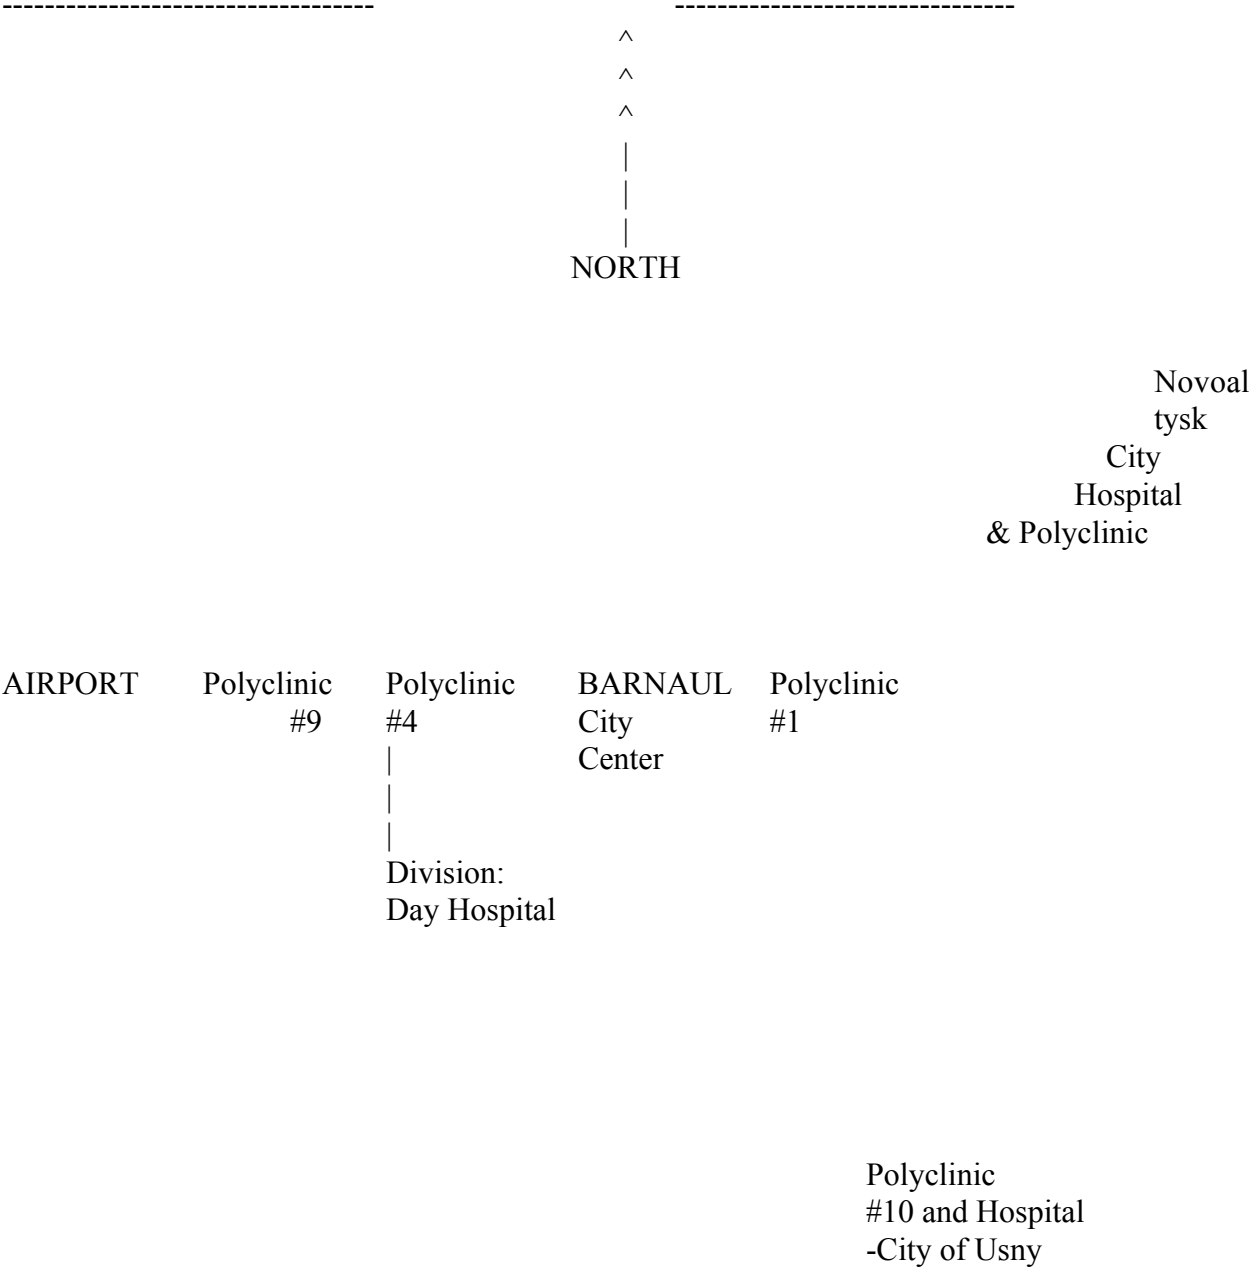 ---------------------------------- -------------------------------
^
^
^
|
|
|
NORTH
Novoal
tysk
City
Hospital
& Polyclinic
AIRPORT Polyclinic Polyclinic BARNAUL Polyclinic
#9 #4 City #1
| Center
|
|
Division:
Day Hospital
Polyclinic
#10 and Hospital
-City of Usny